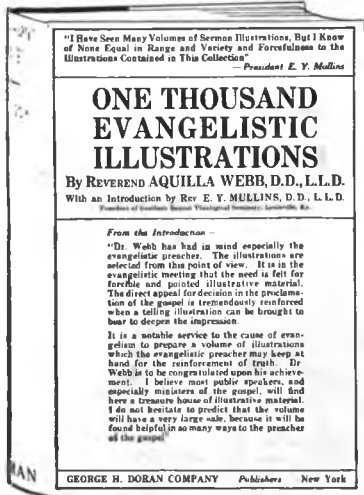 "I Have Seen Many Volumes of Sermon Illustrations, But I Know
of None Equal in Range and Variety and Forcefulness to the
Illustrations Contained in This Collection"
— President E. Y. Mullins
ONE THOUSAND
EVANGELISTIC
ILLUSTRATIONS
By REVEREND AQUILLA WEBB, D.D., L.L.D.
With an Introduction by REV E. Y. MULLINS, D. D., L. L. D.
President of Southern Baptist Theological Seminary, Louisville, Ky.
From the Introduction —
"Dr. Webb has had in mind especially the
evangelistic preacher. The illustrations are
selected from this point of view. It is in the
evangelistic meeting that the need is felt for
forcible and pointed illustrative material.
The direct appeal for decision in the proclama-
tion of the gospel is tremendously reinforced
when a telling illustration can be brought to
bear to deepen the impression.
It is a notable service to the cause of evan-
gelism to prepare a volume of illustrations
which the evangelistic preacher may keep at
hand for the reinforcement of truth. Dr
Webb is to be congratulated upon his achieve-
ment. I believe most public speakers, and
especially ministers of the gospel, will find
here a treasure house of illustrative material.
I do not hesitate to predict that the volume
will have a very large sale, because it will be
found helpful in so many ways to the preacher
of the gospel"
GEORGE H. DORAN COMPANY Publishers New York